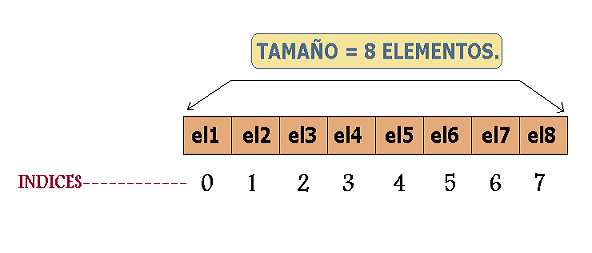 TAMAÑO = 8 ELEMENTOS.
el1 el2 el3 el4 el5 el6 el7 el8
INDICES------------ 0 1 2 3 4 5 6 7